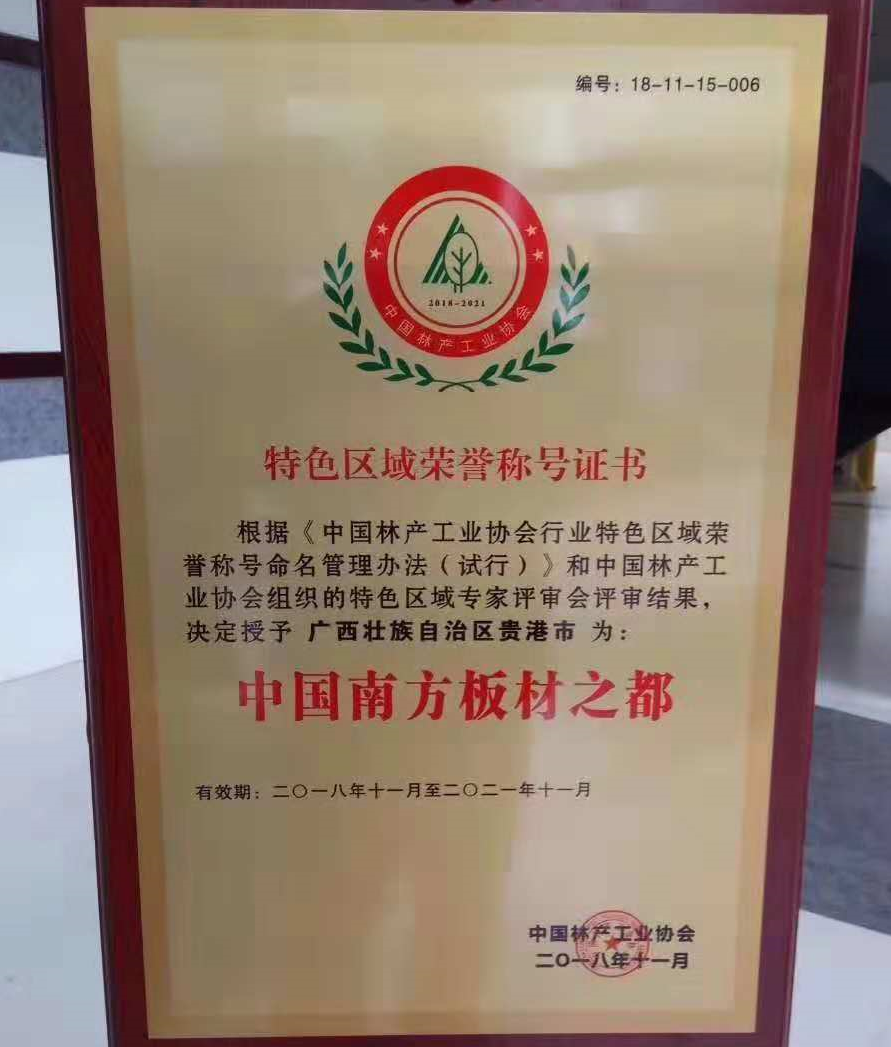 编号：18-11-15-006
2018-2021
中国林产工业协会
特色区域荣誉称号证书
根据《中国林产工业协会行业特色区域荣
誉称号命名管理办法（试行）》和中国林产工
业协会组织的特色区域专家评审会评审结果，
决定授予 广西壮族自治区贵港市 为：
中国南方板材之都
有效期：二〇一八年十一月至二〇二一年十一月
中国林产工业协会
二〇一八年十一月